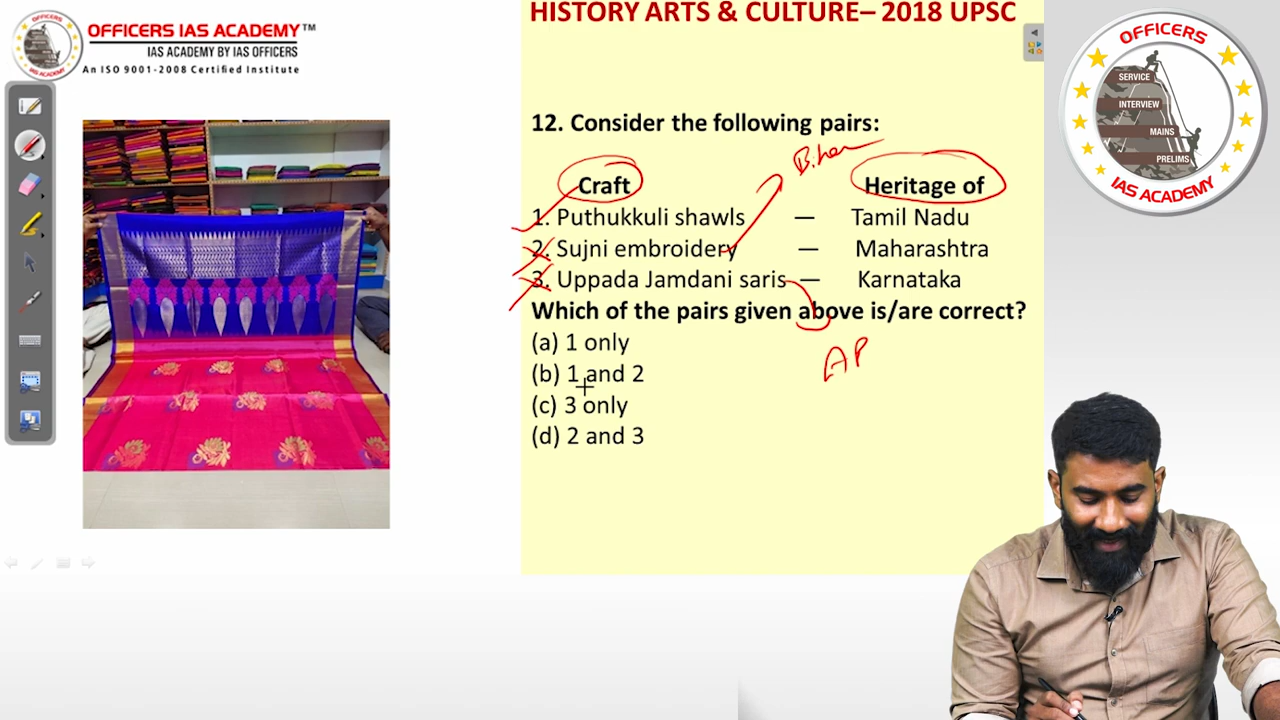 OFFICERS IAS ACADEMY™
IAS ACADEMY BY IAS OFFICERS
An ISO 9001-2008 Certified Institute
HISTORY ARTS & CULTURE– 2018 UPSC
12. Consider the following pairs:
Bihar
Craft Heritage of
1. Puthukkuli shawls — Tamil Nadu
2. Sujni embroidery — Maharashtra
3. Uppada Jamdani saris — Karnataka
Which of the pairs given above is/are correct?
(a) 1 only
AP
(b) 1 and 2
(c) 3 only
(d) 2 and 3
OFFICERS
SERVICE
INTERVIEW
MAINS
PRELIMS
IAS ACADEMY